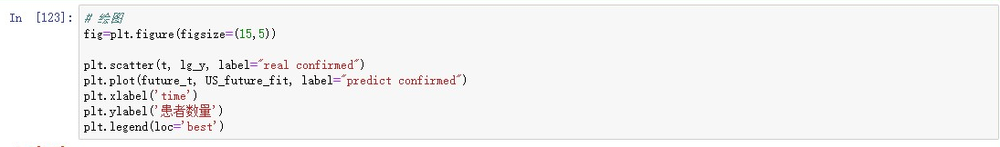 In [123]: # 绘图
fig=plt.figure(figsize=(15,5))
plt.scatter(t, lg_y, label="real confirmed")
plt.plot(future_t, US_future_fit, label="predict confirmed")
plt.xlabel('time')
plt.ylabel('患者数量')
plt.legend(loc='best')